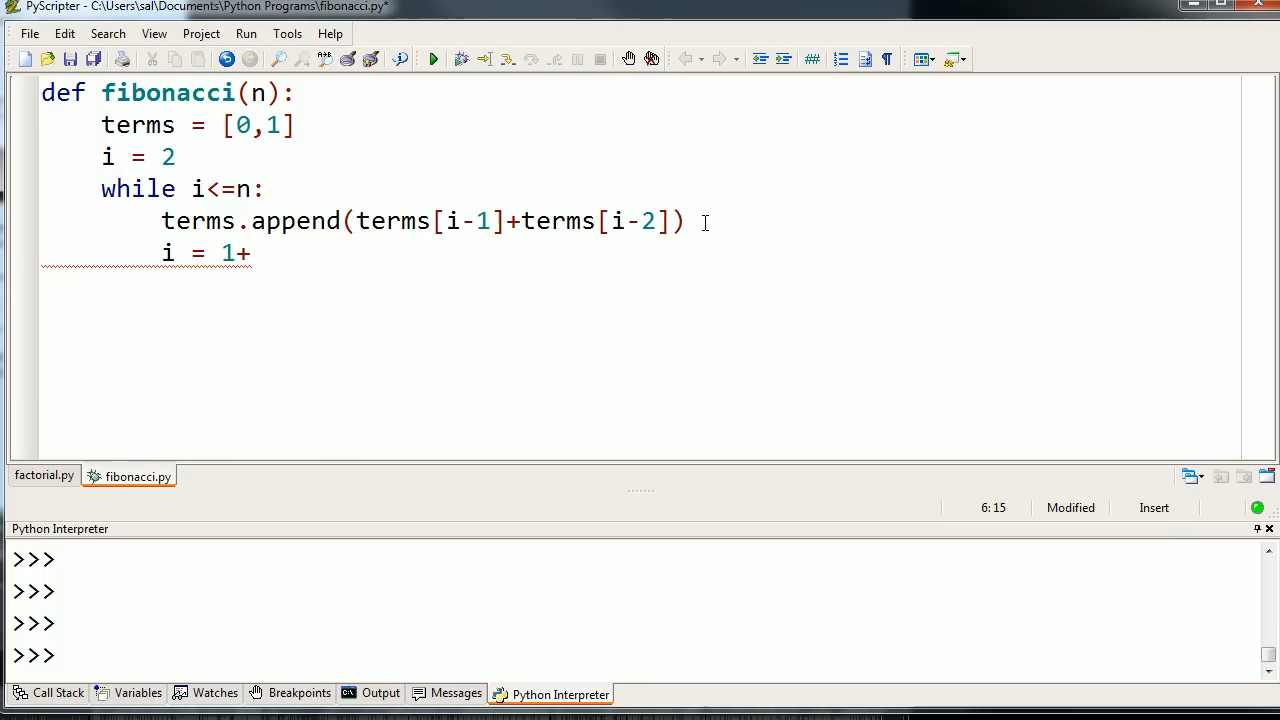 PyScripter - C:\Users\sal\Documents\Python Programs\fibonacci.py*
File Edit Search View Project Run Tools Help
def fibonacci(n):
    terms = [0,1]
    i = 2
    while i<=n:
        terms.append(terms[i-1]+terms[i-2])
        i = 1+
factorial.py fibonacci.py
6: 15 Modified Insert
Python Interpreter
>>>
>>>
>>>
>>>
Call Stack Variables Watches Breakpoints Output Messages Python Interpreter